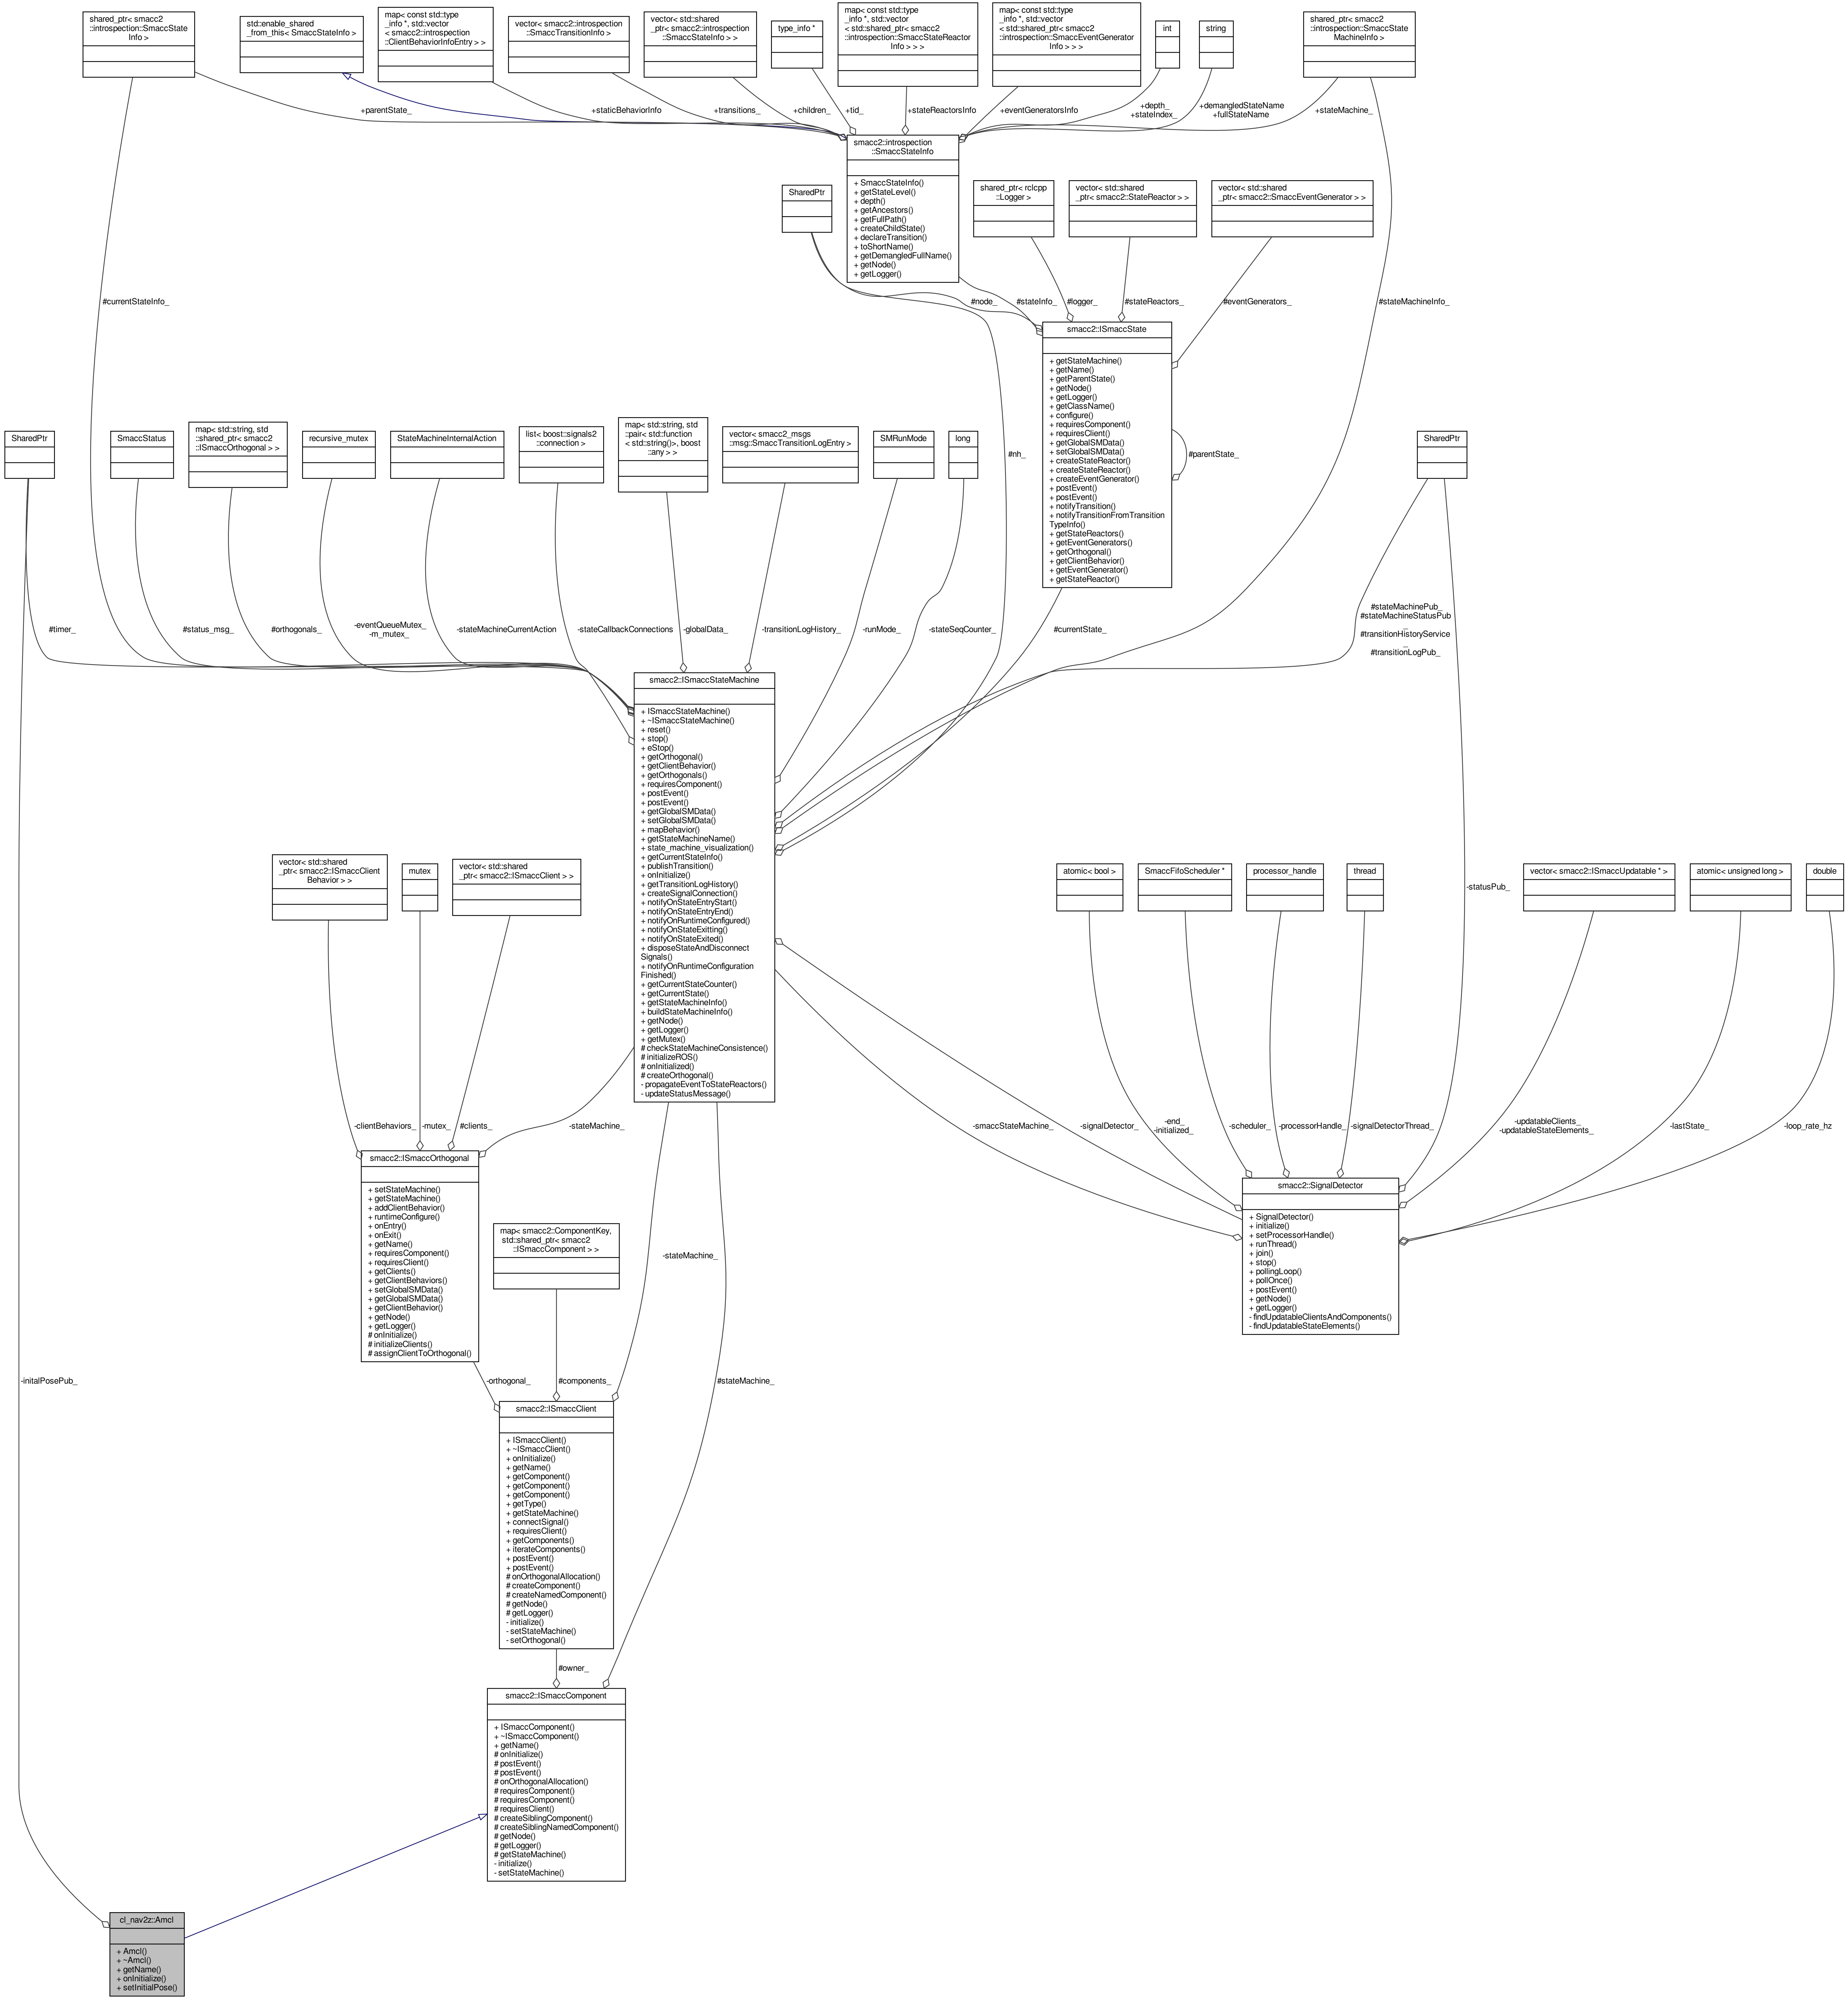 shared_ptr< smacc2
::introspection::SmaccState
Info >
std::enable_shared
_from_this< SmaccStateInfo >
map< const std::type
_info *, std::vector
< smacc2::introspection
::ClientBehaviorInfoEntry > >
vector< smacc2::introspection
::SmaccTransitionInfo >
vector< std::shared
_ptr< smacc2::introspection
::SmaccStateInfo > >
type_info *
map< const std::type
_info *, std::vector
< std::shared_ptr< smacc2
::introspection::SmaccStateReactor
Info > > >
map< const std::type
_info *, std::vector
< std::shared_ptr< smacc2
::introspection::SmaccEventGenerator
Info > > >
int
string
shared_ptr< smacc2
::introspection::SmaccState
MachineInfo >
+parentState_
+staticBehaviorInfo
+transitions_
+children_
+tid_
+stateReactorsInfo
+eventGeneratorsInfo
+depth_
+stateIndex_
+demangledStateName
+fullStateName
+stateMachine_
smacc2::introspection
::SmaccStateInfo
+ SmaccStateInfo()
+ getStateLevel()
+ depth()
+ getAncestors()
+ getFullPath()
+ createChildState()
+ declareTransition()
+ toShortName()
+ getDemangledFullName()
+ getNode()
+ getLogger()
SharedPtr
shared_ptr< rclcpp
::Logger >
vector< std::shared
_ptr< smacc2::StateReactor > >
vector< std::shared
_ptr< smacc2::SmaccEventGenerator > >
#currentStateInfo_
#node_
#stateInfo_
#logger_
#stateReactors_
#eventGenerators_
#stateMachineInfo_
smacc2::ISmaccState
+ getStateMachine()
+ getName()
+ getParentState()
+ getNode()
+ getLogger()
+ getClassName()
+ configure()
+ requiresComponent()
+ requiresClient()
+ getGlobalSMData()
+ setGlobalSMData()
+ createStateReactor()
+ createStateReactor()
+ createEventGenerator()
+ postEvent()
+ postEvent()
+ notifyTransition()
+ notifyTransitionFromTransition
TypeInfo()
+ getStateReactors()
+ getEventGenerators()
+ getOrthogonal()
+ getClientBehavior()
+ getEventGenerator()
+ getStateReactor()
#parentState_
#nh_
SharedPtr
SmaccStatus
map< std::string, std
::shared_ptr< smacc2
::ISmaccOrthogonal > >
recursive_mutex
StateMachineInternalAction
list< boost::signals2
::connection >
map< std::string, std
::pair< std::function
< std::string()>, boost
::any > >
vector< smacc2_msgs
::msg::SmaccTransitionLogEntry >
SMRunMode
long
SharedPtr
#timer_
#status_msg_
#orthogonals_
-eventQueueMutex_
-m_mutex_
-stateMachineCurrentAction
-stateCallbackConnections
-globalData_
-transitionLogHistory_
-runMode_
-stateSeqCounter_
#currentState_
#stateMachinePub_
#stateMachineStatusPub
_
#transitionHistoryService
_
#transitionLogPub_
smacc2::ISmaccStateMachine
+ ISmaccStateMachine()
+ ~ISmaccStateMachine()
+ reset()
+ stop()
+ eStop()
+ getOrthogonal()
+ getClientBehavior()
+ getOrthogonals()
+ requiresComponent()
+ postEvent()
+ postEvent()
+ getGlobalSMData()
+ setGlobalSMData()
+ mapBehavior()
+ getStateMachineName()
+ state_machine_visualization()
+ getCurrentStateInfo()
+ publishTransition()
+ onInitialize()
+ getTransitionLogHistory()
+ createSignalConnection()
+ notifyOnStateEntryStart()
+ notifyOnStateEntryEnd()
+ notifyOnRuntimeConfigured()
+ notifyOnStateExitting()
+ notifyOnStateExited()
+ disposeStateAndDisconnect
Signals()
+ notifyOnRuntimeConfiguration
Finished()
+ getCurrentStateCounter()
+ getCurrentState()
+ getStateMachineInfo()
+ buildStateMachineInfo()
+ getNode()
+ getLogger()
+ getMutex()
# checkStateMachineConsistence()
# initializeROS()
# onInitialized()
# createOrthogonal()
- propagateEventToStateReactors()
- updateStatusMessage()
vector< std::shared
_ptr< smacc2::ISmaccClient
Behavior > >
mutex
vector< std::shared
_ptr< smacc2::ISmaccClient > >
atomic< bool >
SmaccFifoScheduler *
processor_handle
thread
-statusPub_
vector< smacc2::ISmaccUpdatable * >
atomic< unsigned long >
double
-clientBehaviors_
-mutex_
#clients_
-stateMachine_
-smaccStateMachine_
-signalDetector_
-end_
-initialized_
-scheduler_
-processorHandle_
-signalDetectorThread_
-updatableClients_
-updatableStateElements_
-lastState_
-loop_rate_hz
smacc2::ISmaccOrthogonal
+ setStateMachine()
+ getStateMachine()
+ addClientBehavior()
+ runtimeConfigure()
+ onEntry()
+ onExit()
+ getName()
+ requiresComponent()
+ requiresClient()
+ getClients()
+ getClientBehaviors()
+ setGlobalSMData()
+ getGlobalSMData()
+ getClientBehavior()
+ getNode()
+ getLogger()
# onInitialize()
# initializeClients()
# assignClientToOrthogonal()
smacc2::SignalDetector
+ SignalDetector()
+ initialize()
+ setProcessorHandle()
+ runThread()
+ join()
+ stop()
+ pollingLoop()
+ pollOnce()
+ postEvent()
+ getNode()
+ getLogger()
- findUpdatableClientsAndComponents()
- findUpdatableStateElements()
map< smacc2::ComponentKey,
std::shared_ptr< smacc2
::ISmaccComponent > >
-stateMachine_
-initalPosePub_
-orthogonal_
#components_
#stateMachine_
smacc2::ISmaccClient
+ ISmaccClient()
+ ~ISmaccClient()
+ onInitialize()
+ getName()
+ getComponent()
+ getComponent()
+ getComponent()
+ getType()
+ getStateMachine()
+ connectSignal()
+ requiresClient()
+ getComponents()
+ iterateComponents()
+ postEvent()
+ postEvent()
# onOrthogonalAllocation()
# createComponent()
# createNamedComponent()
# getNode()
# getLogger()
- initialize()
- setStateMachine()
- setOrthogonal()
#owner_
smacc2::ISmaccComponent
+ ISmaccComponent()
+ ~ISmaccComponent()
+ getName()
# onInitialize()
# postEvent()
# postEvent()
# onOrthogonalAllocation()
# requiresComponent()
# requiresComponent()
# requiresClient()
# createSiblingComponent()
# createSiblingNamedComponent()
# getNode()
# getLogger()
# getStateMachine()
- initialize()
- setStateMachine()
cl_nav2z::Amcl
+ Amcl()
+ ~Amcl()
+ getName()
+ onInitialize()
+ setInitialPose()